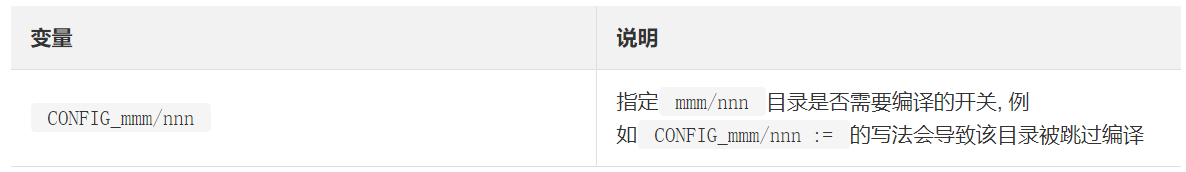 变量
说明
CONFIG_mmm/nnn
指定 mmm/nnn 目录是否需要编译的开关, 例
如 CONFIG_mmm/nnn := 的写法会导致该目录被跳过编译